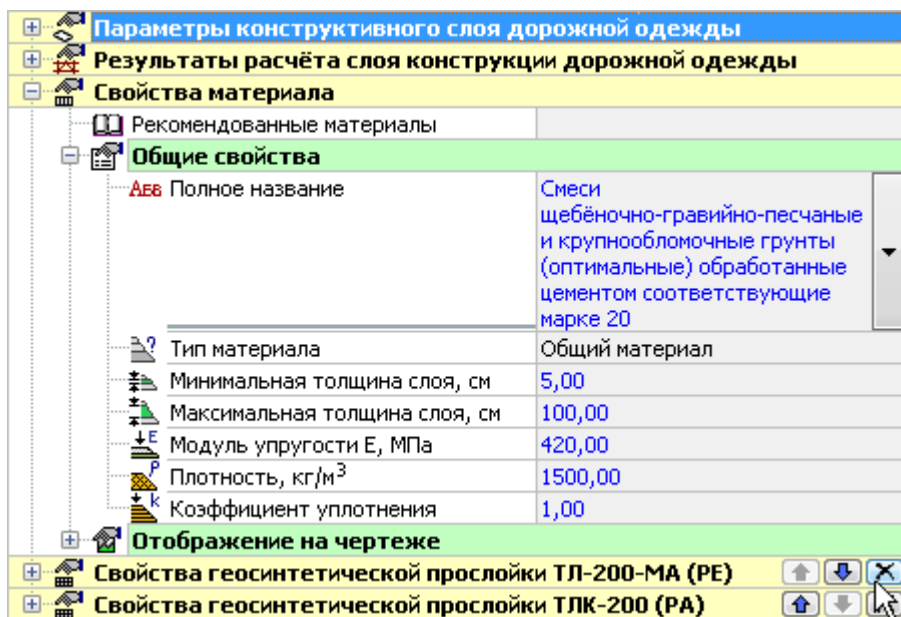 Параметры конструктивного слоя дорожной одежды
Результаты расчёта слоя конструкции дорожной одежды
Свойства материала
Рекомендованные материалы
Общие свойства
АБВ Полное название
Смеси
щебёночно-гравийно-песчаные
и крупнообломочные грунты
(оптимальные) обработанные
цементом соответствующие
марке 20
Тип материала Общий материал
Минимальная толщина слоя, см 5,00
Максимальная толщина слоя, см 100,00
Модуль упругости E, МПа 420,00
Плотность, кг/м³ 1500,00
Коэффициент уплотнения 1,00
Отображение на чертеже
Свойства геосинтетической прослойки ТЛ-200-МА (PE)
Свойства геосинтетической прослойки ТЛК-200 (PA)